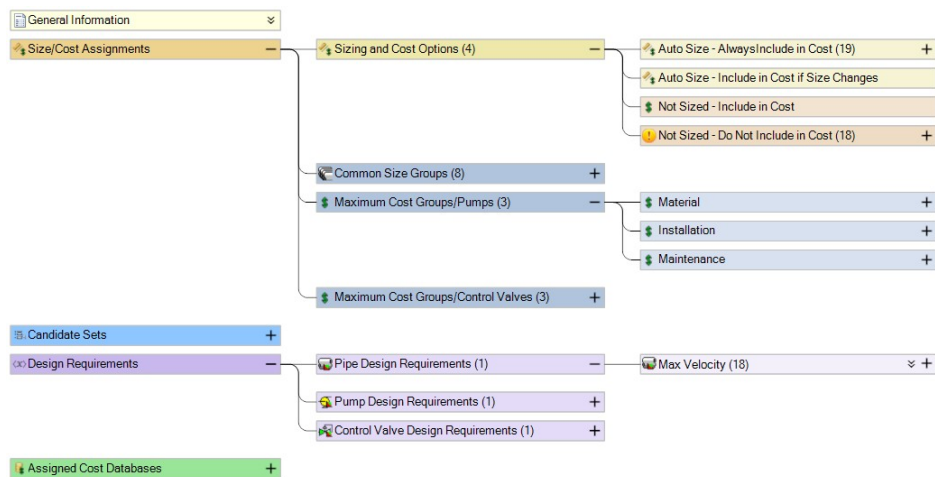 General Information
Size/Cost Assignments
Sizing and Cost Options (4)
Auto Size - AlwaysInclude in Cost (19)
Auto Size - Include in Cost if Size Changes
Not Sized - Include in Cost
Not Sized - Do Not Include in Cost (18)
Common Size Groups (8)
Maximum Cost Groups/Pumps (3)
Material
Installation
Maintenance
Maximum Cost Groups/Control Valves (3)
Candidate Sets
Design Requirements
Pipe Design Requirements (1)
Max Velocity (18)
Pump Design Requirements (1)
Control Valve Design Requirements (1)
Assigned Cost Databases